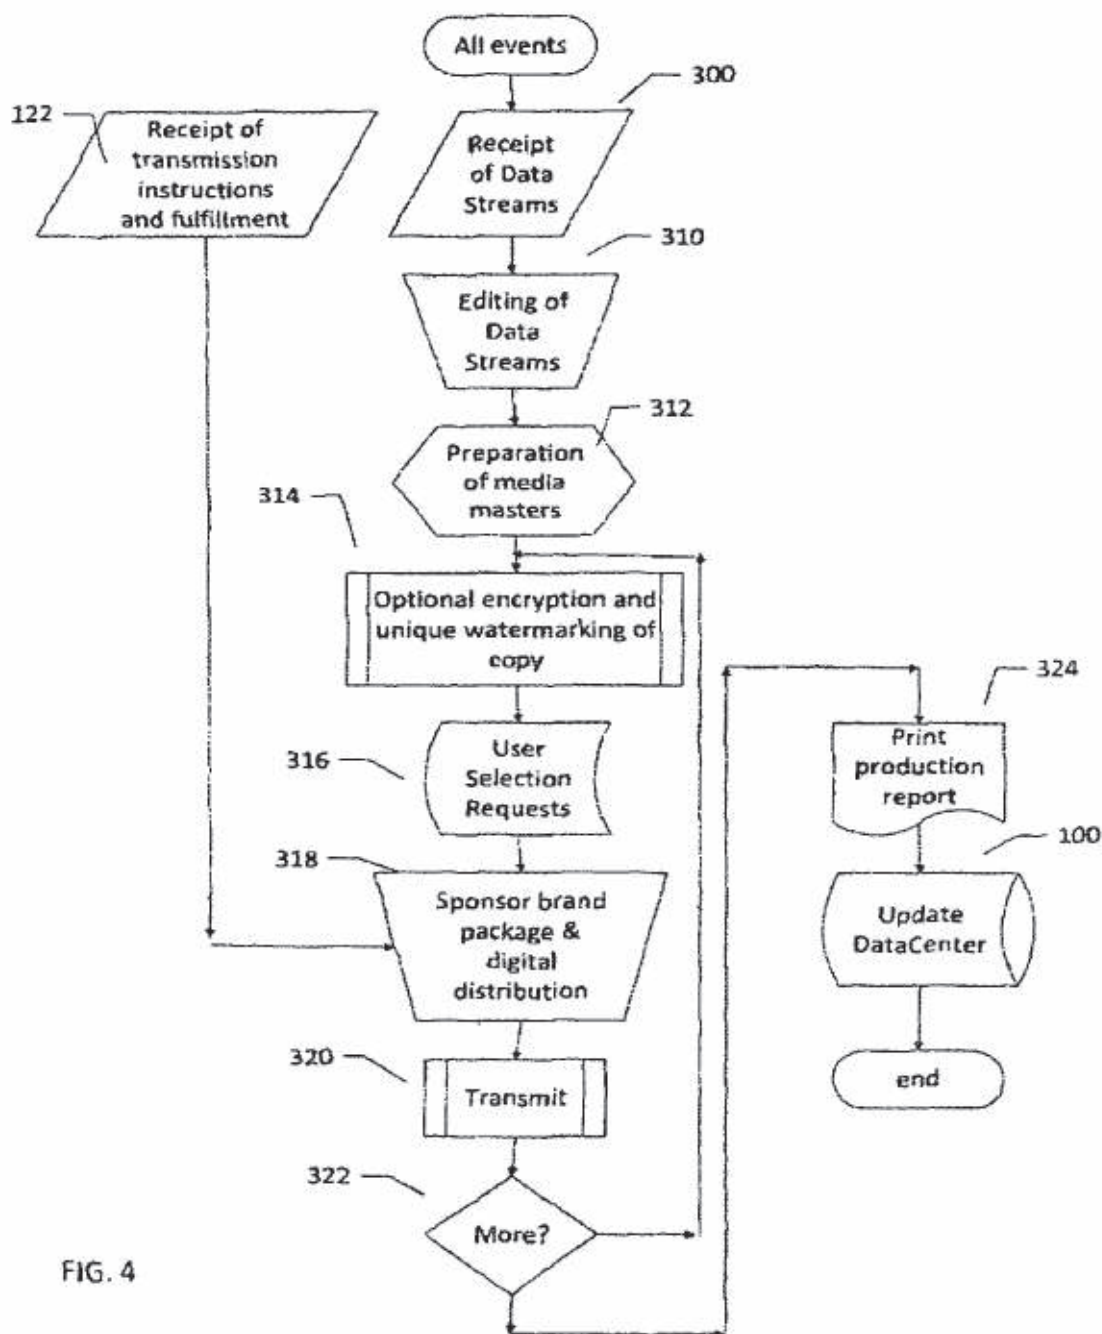 All events
300
122
Receipt of
transmission
instructions
and fulfillment
Receipt
of Data
Streams
310
Editing of
Data
Streams
312
Preparation
of media
masters
314
Optional encryption and
unique watermarking of
copy
316
User
Selection
Requests
318
Sponsor brand
package &
digital
distribution
320
Transmit
322
More?
324
Print
production
report
100
Update
DataCenter
end
FIG. 4